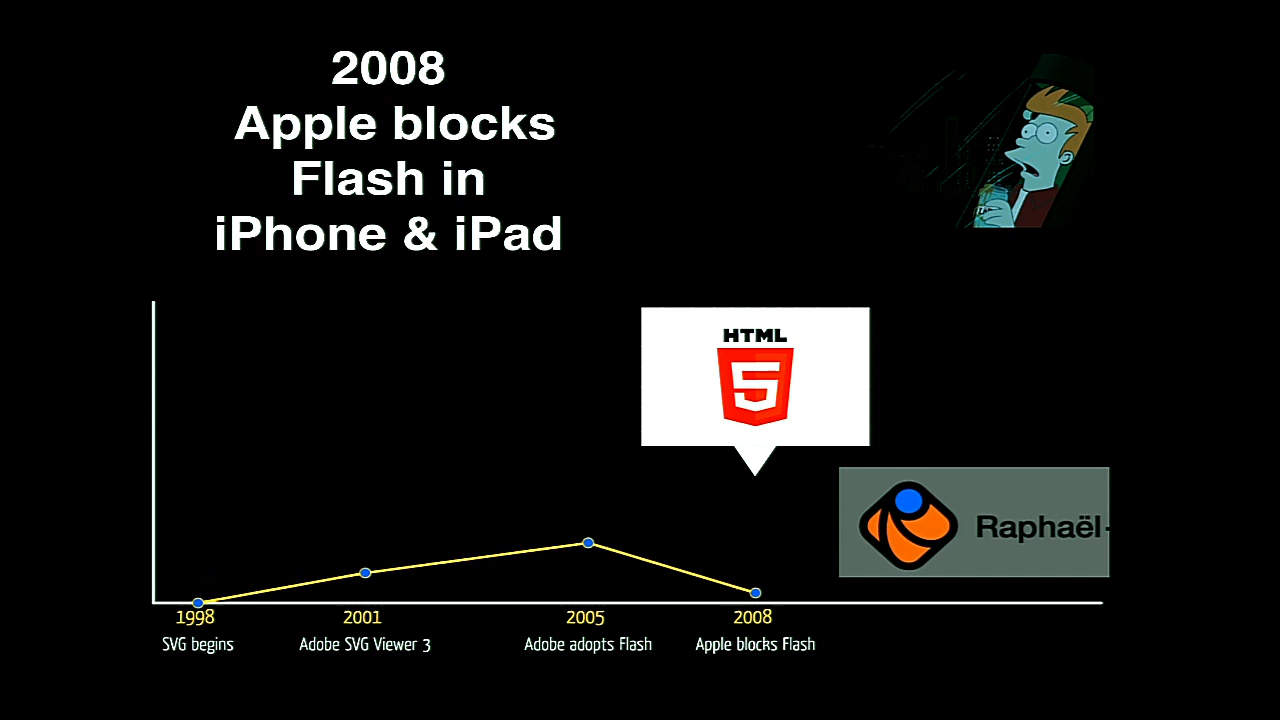 2008
Apple blocks
Flash in
iPhone & iPad
HTML
5
Raphaël
1998
2001
2005
2008
SVG begins
Adobe SVG Viewer 3
Adobe adopts Flash
Apple blocks Flash